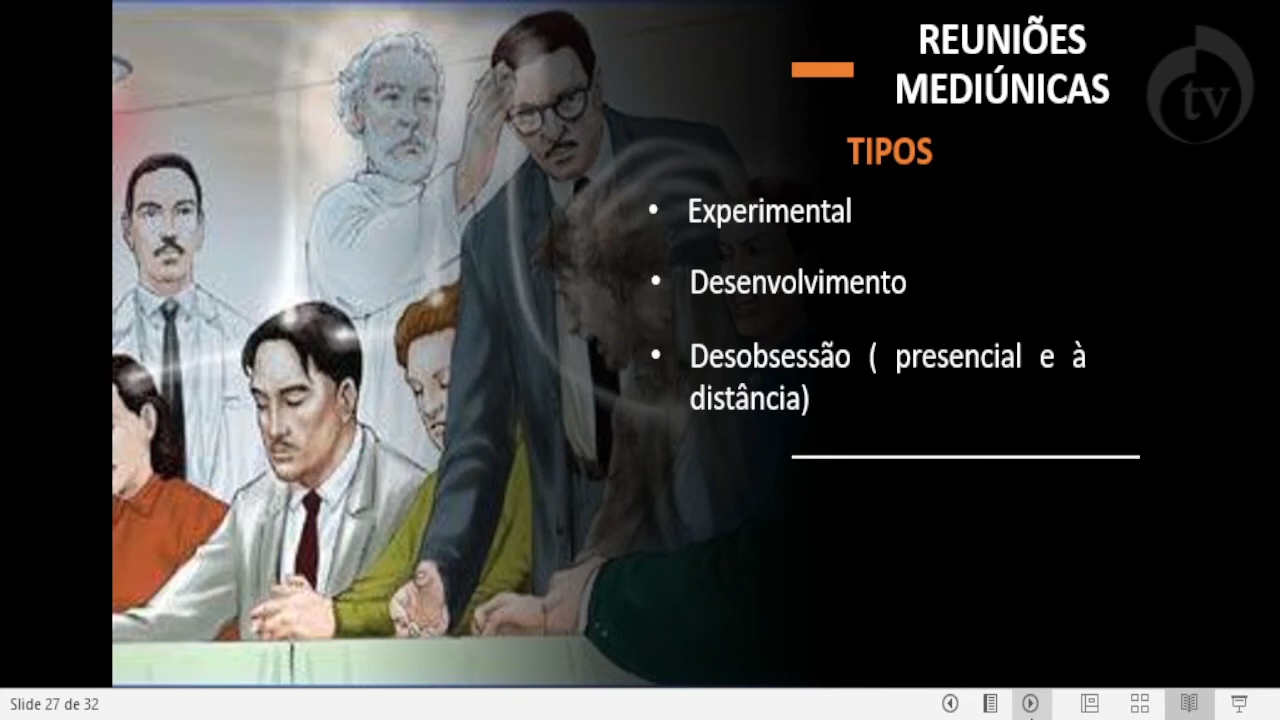 REUNIÕES
MEDIÚNICAS
tv
TIPOS
• Experimental
• Desenvolvimento
• Desobsessão ( presencial e à
distância)
Slide 27 de 32